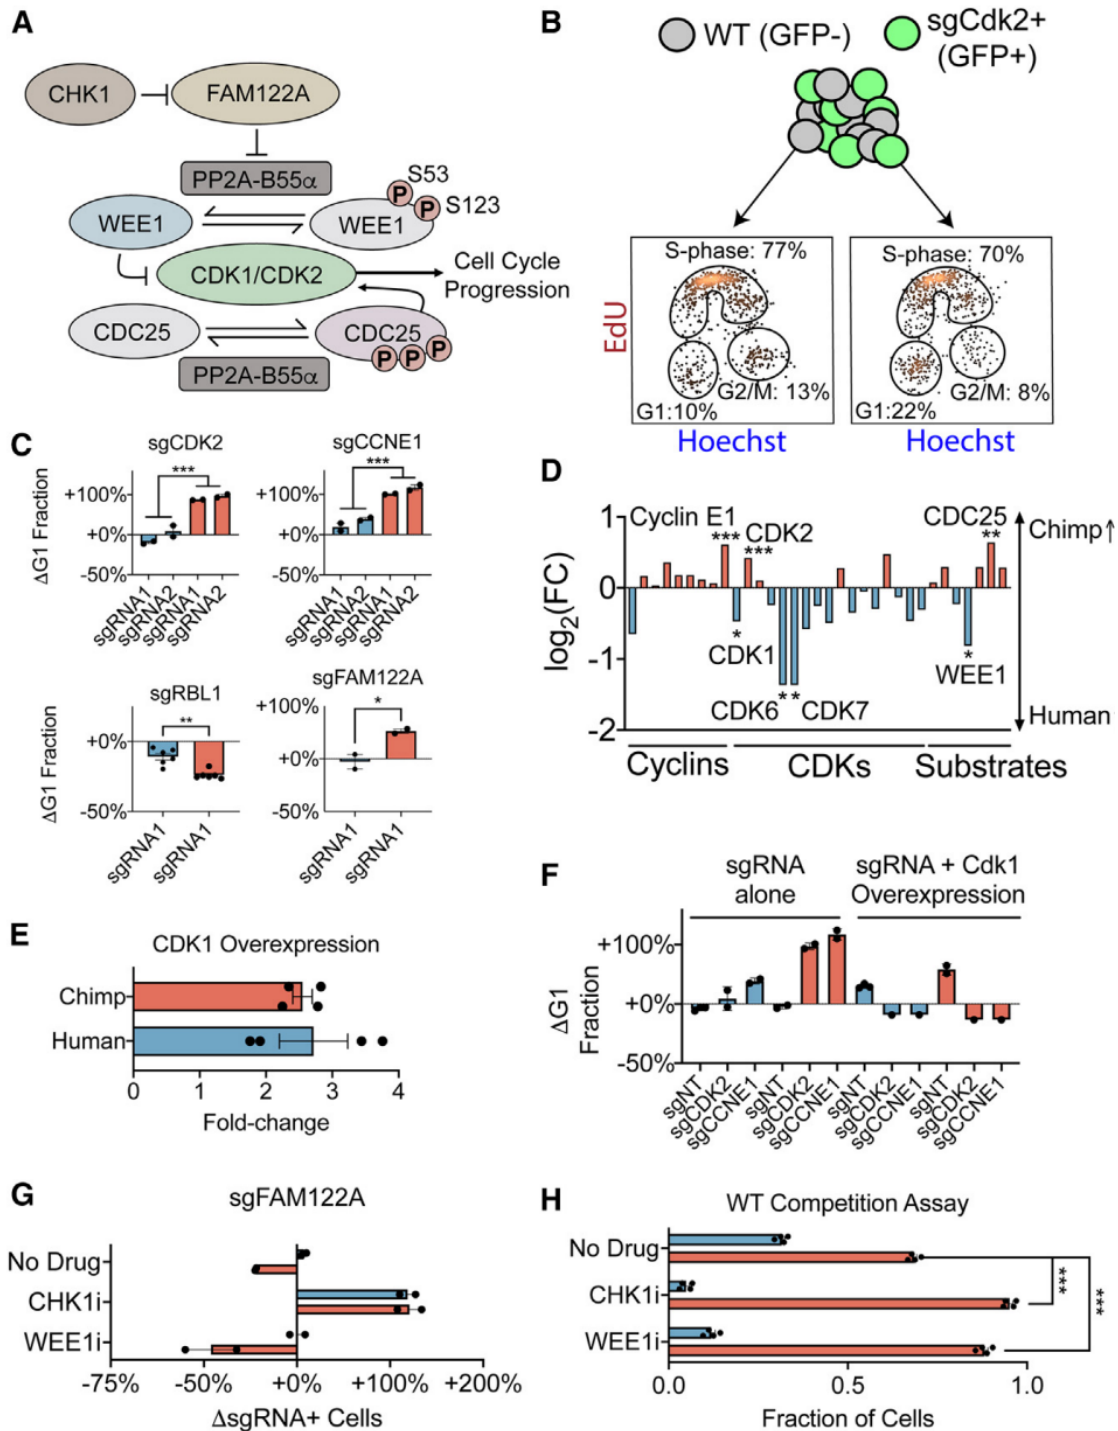 A
CHK1
FAM122A
PP2A-B55α
S53
P
P
S123
WEE1
WEE1
CDK1/CDK2
Cell Cycle
Progression
CDC25
CDC25
P P P
PP2A-B55α
B
WT (GFP-)
sgCdk2+
(GFP+)
S-phase: 77%
G2/M: 13%
G1:10%
S-phase: 70%
G2/M: 8%
G1:22%
EdU
Hoechst
Hoechst
C
sgCDK2
***
+100%
+0%
-50%
ΔG1 Fraction
sgRNA1
sgRNA2
sgRNA1
sgRNA2
sgCCNE1
***
+100%
+0%
-50%
sgRNA1
sgRNA2
sgRNA1
sgRNA2
sgRBL1
**
+0%
-50%
ΔG1 Fraction
sgRNA1
sgRNA1
sgFAM122A
*
+100%
+0%
-50%
sgRNA1
sgRNA1
D
1
0
-1
-2
log2(FC)
Cyclin E1
***
CDK2
***
CDC25
**
Chimp↑
*
CDK1
*
WEE1
* *
CDK6
CDK7
Human
Cyclins
CDKs
Substrates
E
CDK1 Overexpression
Chimp
Human
0 1 2 3 4
Fold-change
F
sgRNA
alone
sgRNA + Cdk1
Overexpression
+100%
+0%
-50%
ΔG1
Fraction
sgNT
sgCDK2
sgCCNE1
sgNT
sgCDK2
sgCCNE1
sgNT
sgCDK2
sgCCNE1
sgNT
sgCDK2
sgCCNE1
G
sgFAM122A
No Drug
CHK1i
WEE1i
-75% -50% +0% +100% +200%
ΔsgRNA+ Cells
H
WT Competition Assay
No Drug
CHK1i
WEE1i
***
***
0.0 0.5 1.0
Fraction of Cells